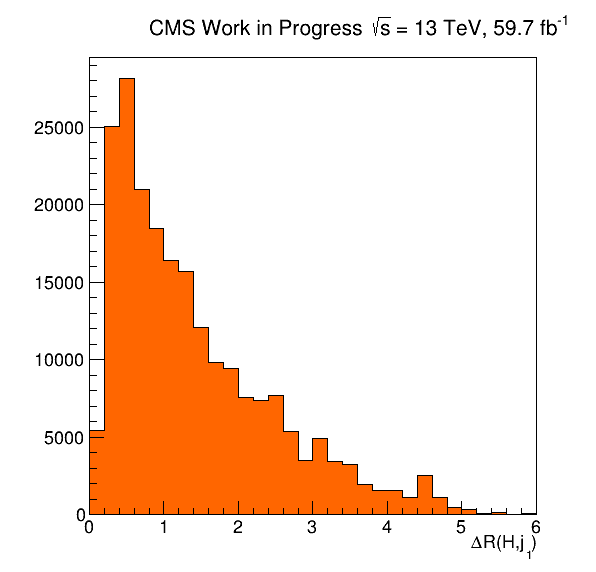 CMS Work in Progress √s = 13 TeV, 59.7 fb⁻¹
25000
20000
15000
10000
5000
0
0 1 2 3 4 5 6
ΔR(H,j₁)